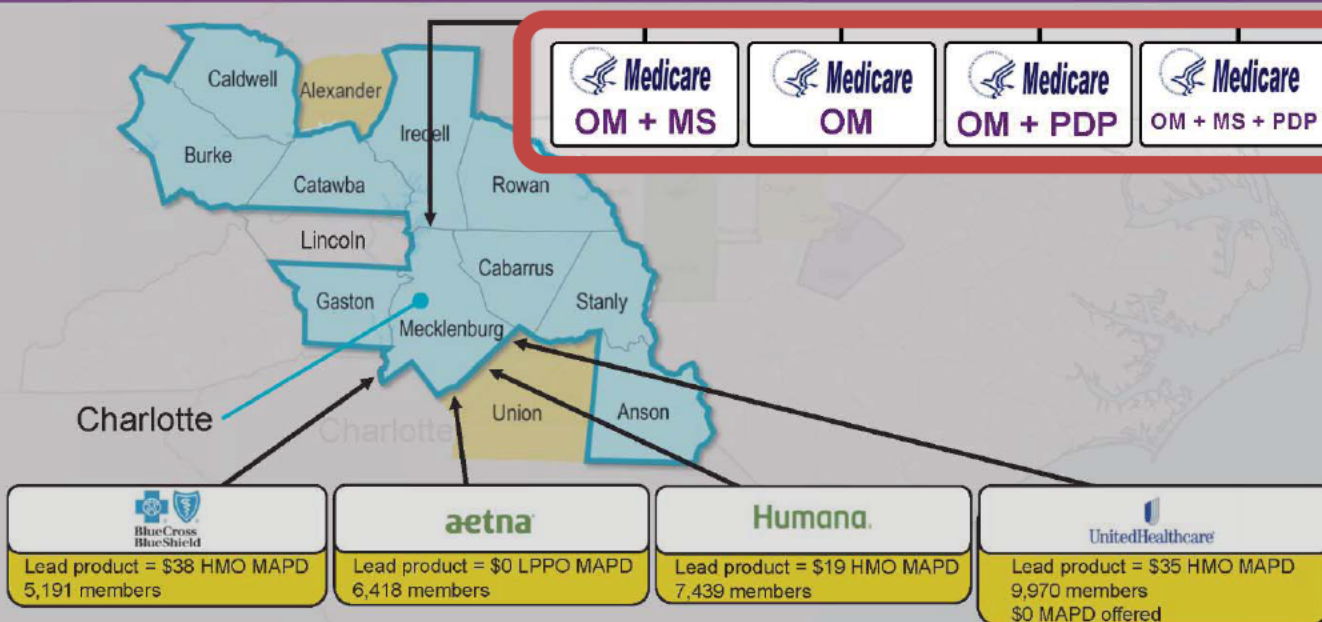 Medicare
OM + MS
Medicare
OM
Medicare
OM + PDP
Medicare
OM + MS + PDP
Caldwell
Alexander
Iredell
Burke
Catawba
Rowan
Lincoln
Cabarrus
Gaston
Stanly
Mecklenburg
Charlotte
Charlotte
Union
Anson
BlueCross
BlueShield
Lead product = $38 HMO MAPD
5,191 members
aetna
Lead product = $0 LPPO MAPD
6,418 members
Humana.
Lead product = $19 HMO MAPD
7,439 members
UnitedHealthcare
Lead product = $35 HMO MAPD
9,970 members
$0 MAPD offered